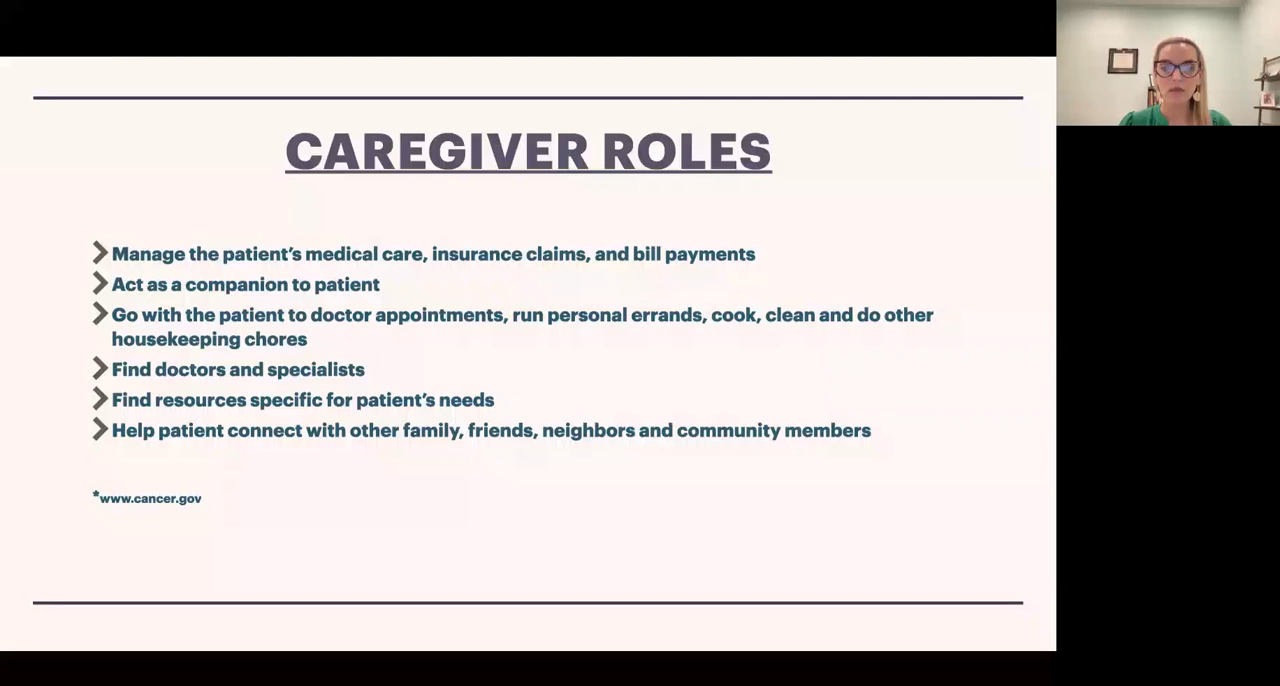 CAREGIVER ROLES
Manage the patient's medical care, insurance claims, and bill payments
Act as a companion to patient
Go with the patient to doctor appointments, run personal errands, cook, clean and do other
housekeeping chores
Find doctors and specialists
Find resources specific for patient's needs
Help patient connect with other family, friends, neighbors and community members
*www.cancer.gov